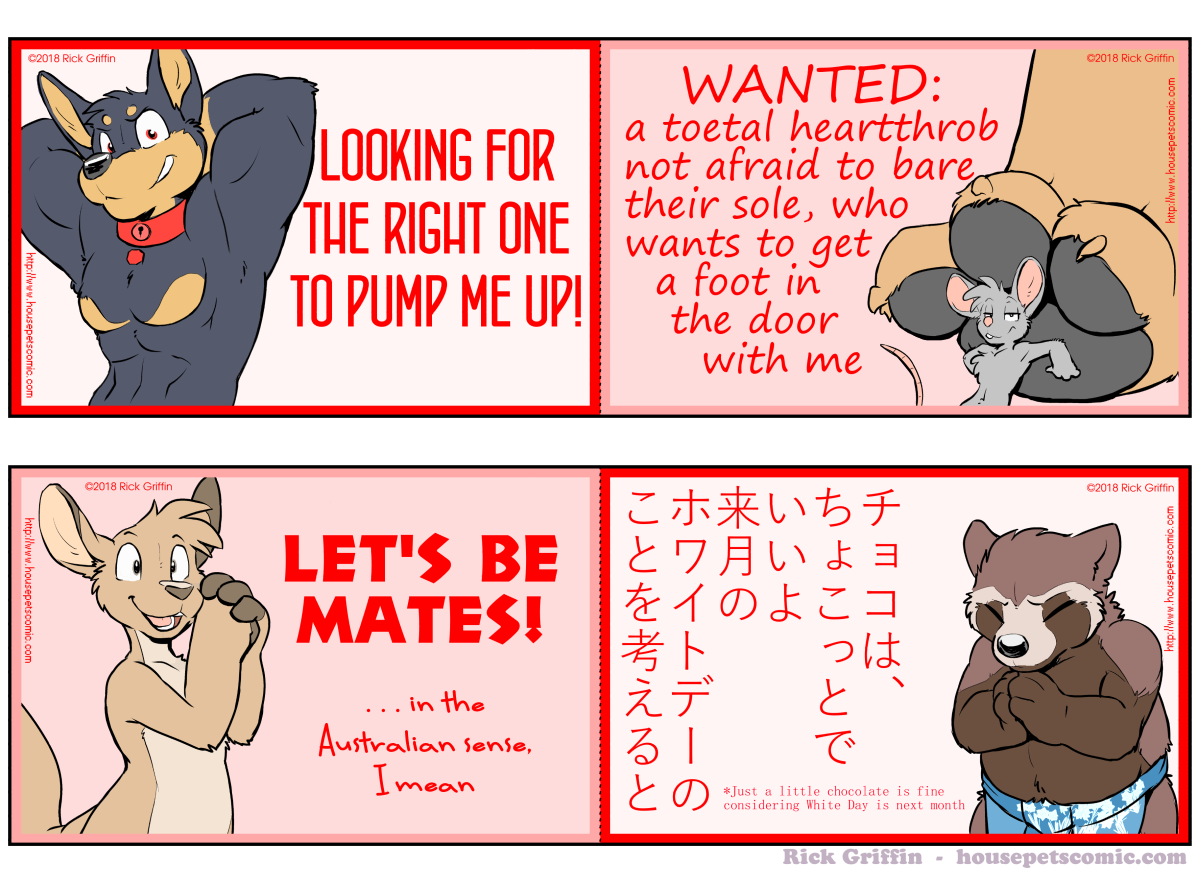 ©2018 Rick Griffin
LOOKING FOR
THE RIGHT ONE
TO PUMP ME UP!
http://www.housepetscomic.com
©2018 Rick Griffin
WANTED:
a toetal heartthrob
not afraid to bare
their sole, who
wants to get
a foot in
the door
with me
http://www.housepetscomic.com
©2018 Rick Griffin
LET'S BE
MATES!
...in the
Australian sense,
I mean
http://www.housepetscomic.com
©2018 Rick Griffin
チョコは、
ちょこっとで
いいよ
来月の
ホワイトデーの
ことを考えると
*Just a little chocolate is fine
considering White Day is next month
http://www.housepetscomic.com
Rick Griffin - housepetscomic.com